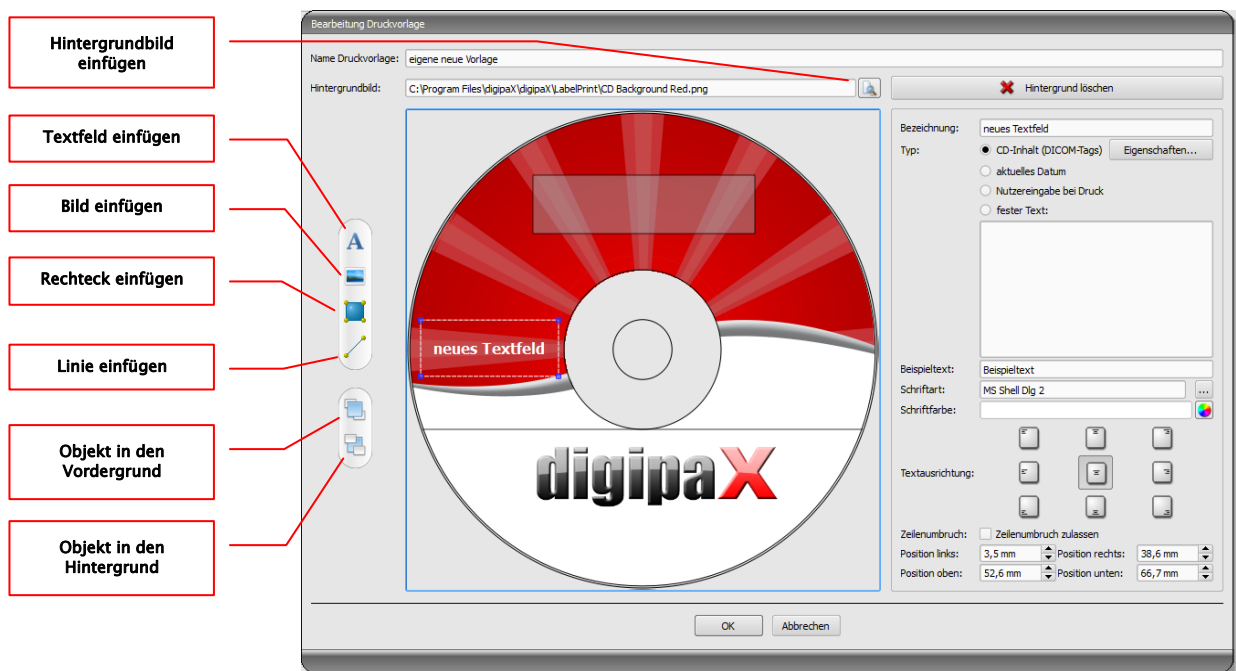 Hintergrundbild
einfügen
Textfeld einfügen
Bild einfügen
Rechteck einfügen
Linie einfügen
Objekt in den
Vordergrund
Objekt in den
Hintergrund
Bearbeitung Druckvorlage
Name Druckvorlage: eigene neue Vorlage
Hintergrundbild: C:\Program Files\digipaX\digipaX\LabelPrint\CD Background Red.png
Hintergrund löschen
A
neues Textfeld
digipaX
Bezeichnung: neues Textfeld
Typ: CD-Inhalt (DICOM-Tags) Eigenschaften...
aktuelles Datum
Nutzereingabe bei Druck
fester Text:
Beispieltext: Beispieltext
Schriftart: MS Shell Dlg 2 ...
Schriftfarbe:
Textausrichtung:
Zeilenumbruch: Zeilenumbruch zulassen
Position links: 3,5 mm Position rechts: 38,6 mm
Position oben: 52,6 mm Position unten: 66,7 mm
OK Abbrechen